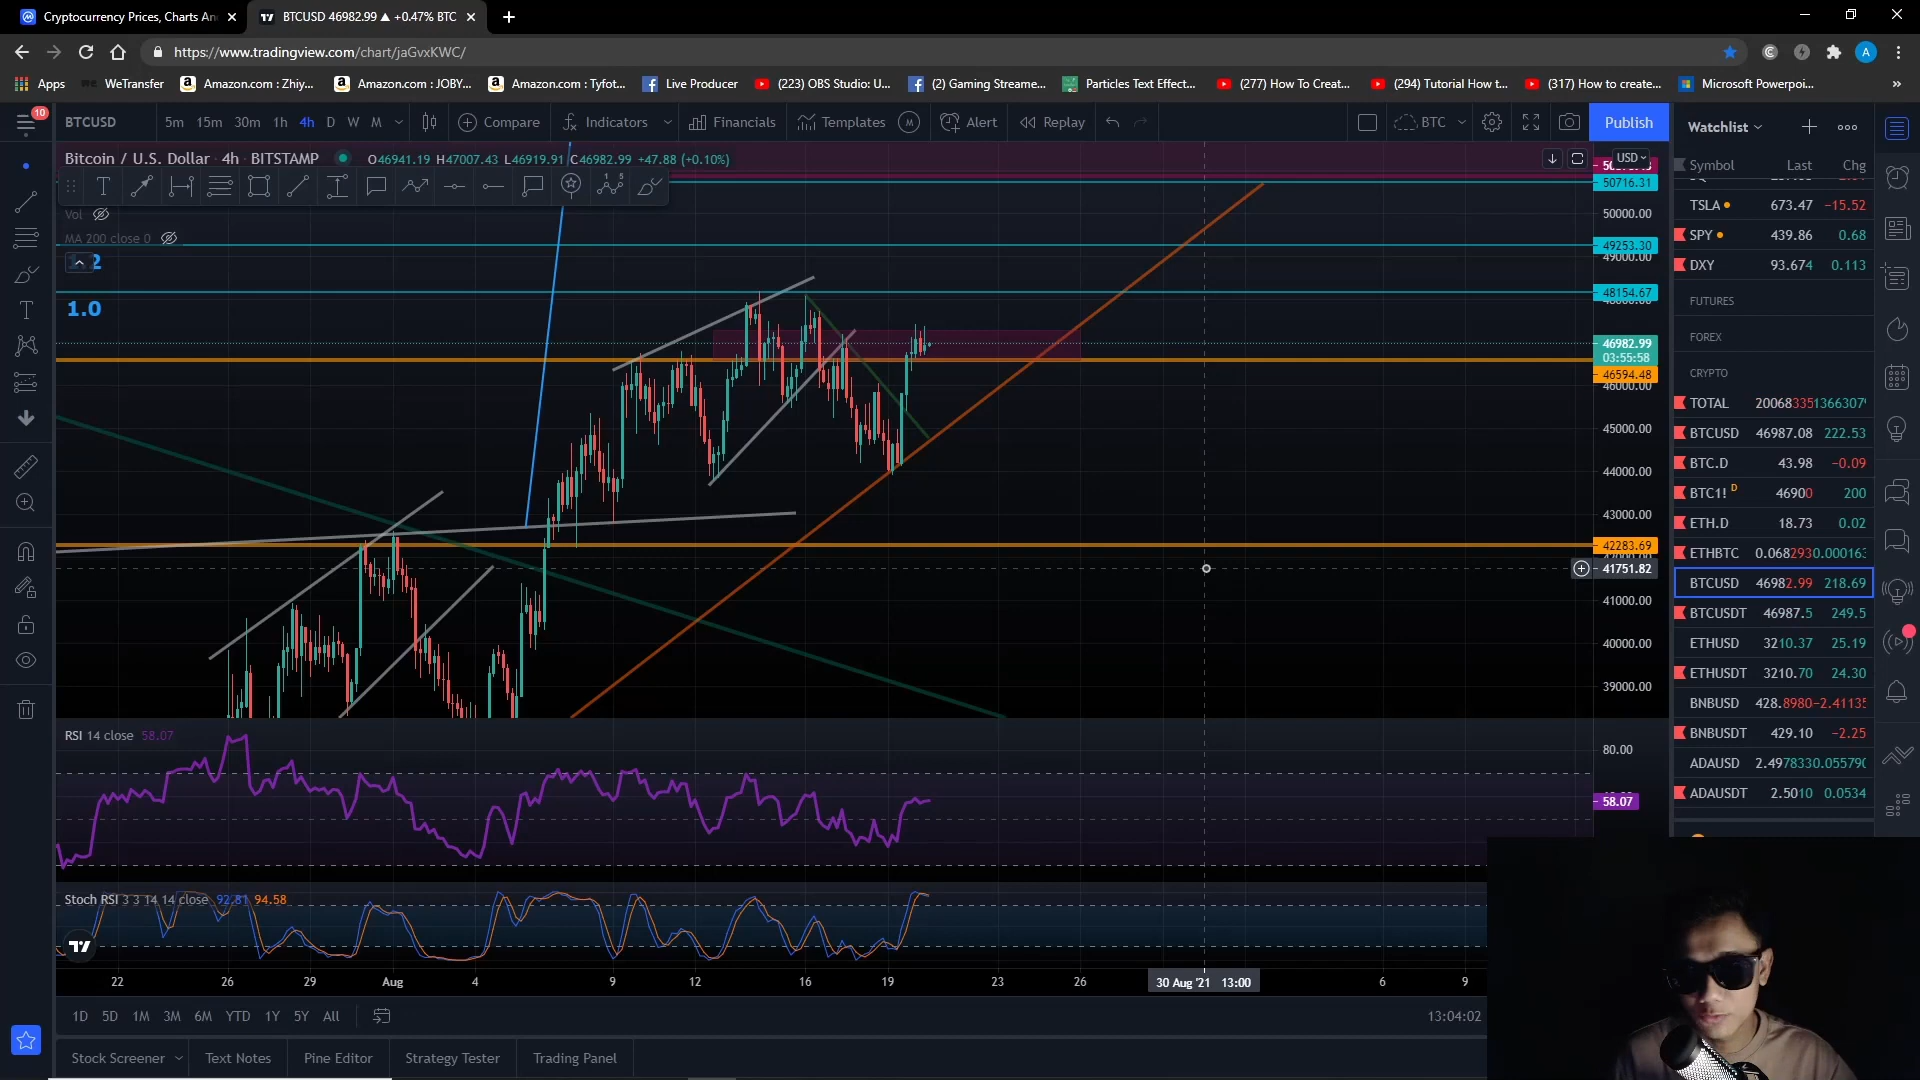 Cryptocurrency Prices, Charts An
BTCUSD 46982.99 ▲ +0.47% BTC
https://www.tradingview.com/chart/jaGvxKWC/
A
Apps
WeTransfer
Amazon.com : Zhiy...
Amazon.com : JOBY...
Amazon.com : Tyfot...
Live Producer
(223) OBS Studio: U...
(2) Gaming Streame...
Particles Text Effect...
(277) How To Creat...
(294) Tutorial How t...
(317) How to create...
Microsoft Powerpoi...
»
10
BTCUSD
5m 15m 30m 1h 4h D W M
Compare
Indicators
Financials
Templates
M
Alert
Replay
BTC
Publish
Bitcoin / U.S. Dollar · 4h · BITSTAMP
O46941.19 H47007.43 L46919.91 C46982.99 +47.88 (+0.10%)
Vol
MA 200 close 0
1.0
USD
50716.31
50000.00
49253.30
49000.00
48154.67
46982.99
03:55:58
46594.48
46000.00
45000.00
44000.00
43000.00
42283.69
41751.82
41000.00
40000.00
39000.00
RSI 14 close 58.07
80.00
58.07
Stoch RSI 3 3 14 14 close 92.81 94.58
22 26 29 Aug 4 9 12 16 19 23 26 30 Aug '21 13:00 6 9
1D 5D 1M 3M 6M YTD 1Y 5Y All
13:04:02
Stock Screener
Text Notes
Pine Editor
Strategy Tester
Trading Panel
Watchlist
Symbol Last Chg
TSLA 673.47 −15.52
SPY 439.86 0.68
DXY 93.674 0.113
FUTURES
FOREX
CRYPTO
TOTAL
BTCUSD 46987.08 222.53
BTC.D 43.98 −0.09
BTC1! D 46900 200
ETH.D 18.73 0.02
ETHBTC 0.068293 0.000163
BTCUSD 46982.99 218.69
BTCUSDT 46987.5 249.5
ETHUSD 3210.37 25.19
ETHUSDT 3210.70 24.30
BNBUSD 428.8980 −2.4113
BNBUSDT 429.10 −2.25
ADAUSD 2.497833 0.055790
ADAUSDT 2.5010 0.0534